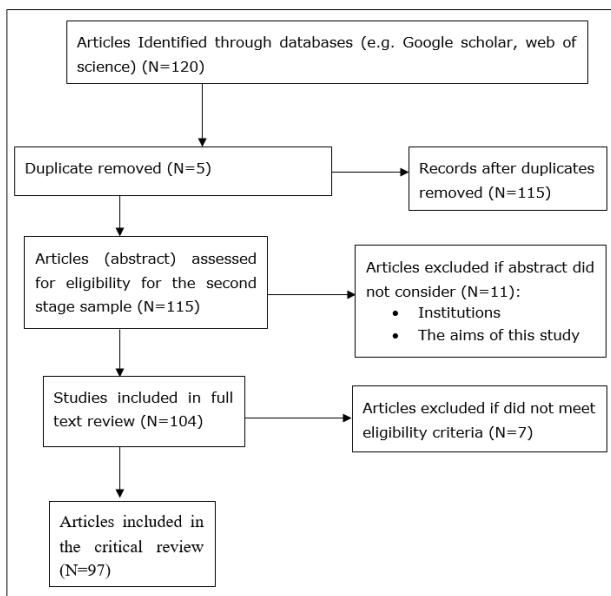 Articles Identified through databases (e.g. Google scholar, web of
science) (N=120)
Duplicate removed (N=5)
Records after duplicates
removed (N=115)
Articles (abstract) assessed
for eligibility for the second
stage sample (N=115)
Articles excluded if abstract did
not consider (N=11):
• Institutions
• The aims of this study
Studies included in full
text review (N=104)
Articles excluded if did not meet
eligibility criteria (N=7)
Articles included in
the critical review
(N=97)